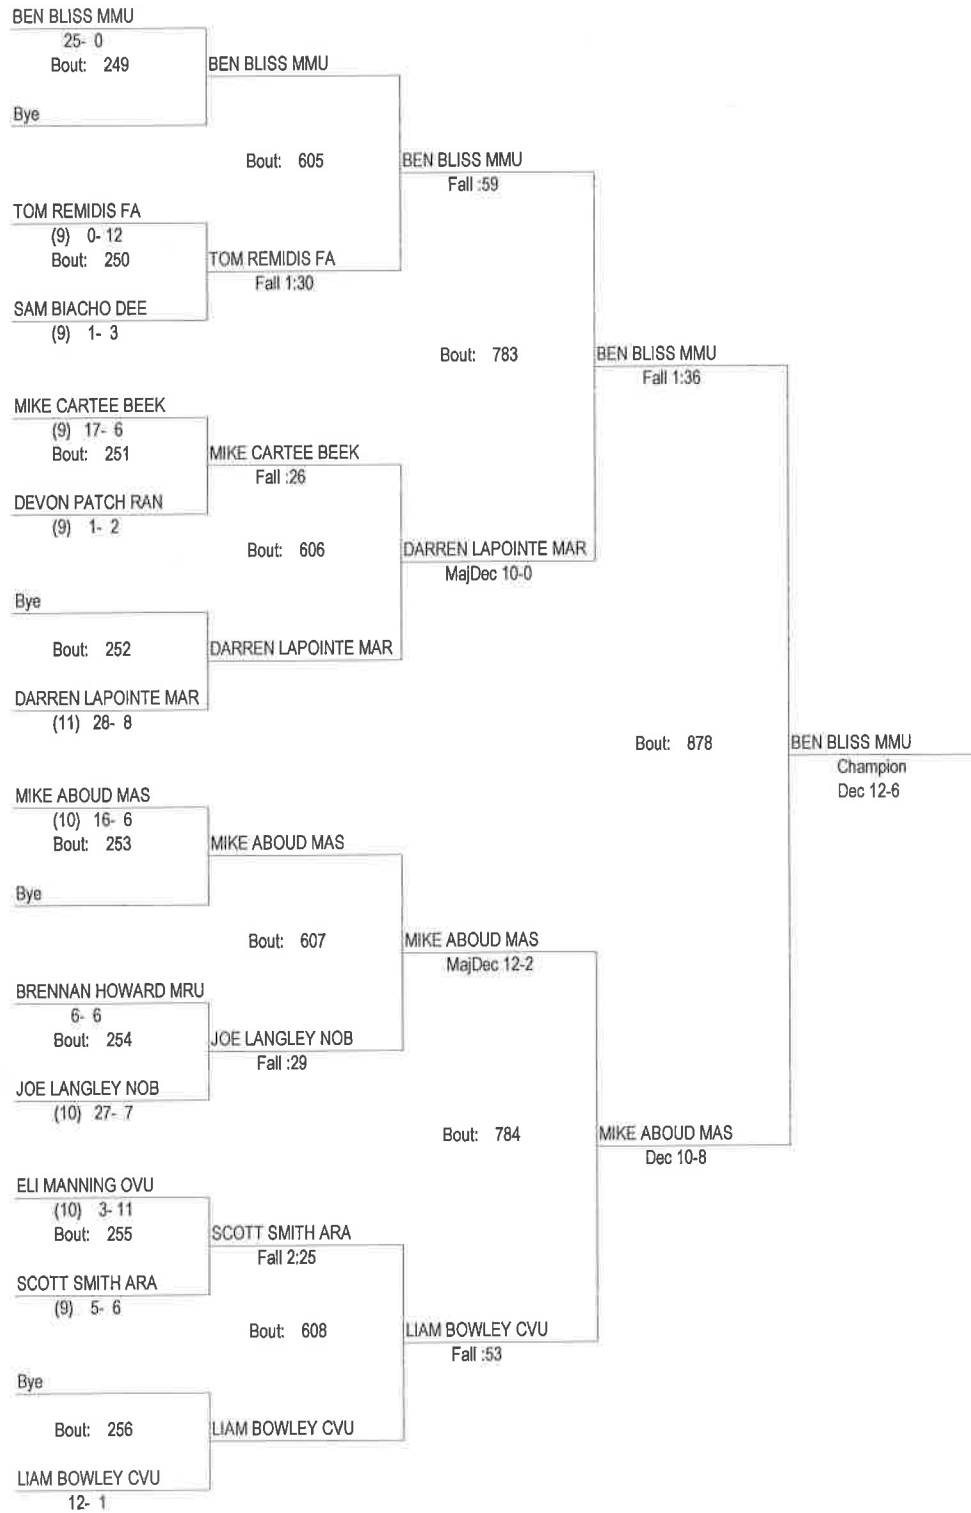 BEN BLISS MMU
25- 0
Bout: 249
BEN BLISS MMU
Bye
Bout: 605
BEN BLISS MMU
Fall :59
TOM REMIDIS FA
(9) 0- 12
Bout: 250
TOM REMIDIS FA
Fall 1:30
SAM BIACHO DEE
(9) 1- 3
Bout: 783
BEN BLISS MMU
Fall 1:36
MIKE CARTEE BEEK
(9) 17- 6
Bout: 251
MIKE CARTEE BEEK
Fall :26
DEVON PATCH RAN
(9) 1- 2
Bout: 606
DARREN LAPOINTE MAR
MajDec 10-0
Bye
Bout: 252
DARREN LAPOINTE MAR
DARREN LAPOINTE MAR
(11) 28- 8
Bout: 878
BEN BLISS MMU
Champion
Dec 12-6
MIKE ABOUD MAS
(10) 16- 6
Bout: 253
MIKE ABOUD MAS
Bye
Bout: 607
MIKE ABOUD MAS
MajDec 12-2
BRENNAN HOWARD MRU
6- 6
Bout: 254
JOE LANGLEY NOB
Fall :29
JOE LANGLEY NOB
(10) 27- 7
Bout: 784
MIKE ABOUD MAS
Dec 10-8
ELI MANNING OVU
(10) 3- 11
Bout: 255
SCOTT SMITH ARA
Fall 2:25
SCOTT SMITH ARA
(9) 5- 6
Bout: 608
LIAM BOWLEY CVU
Fall :53
Bye
Bout: 256
LIAM BOWLEY CVU
LIAM BOWLEY CVU
12- 1